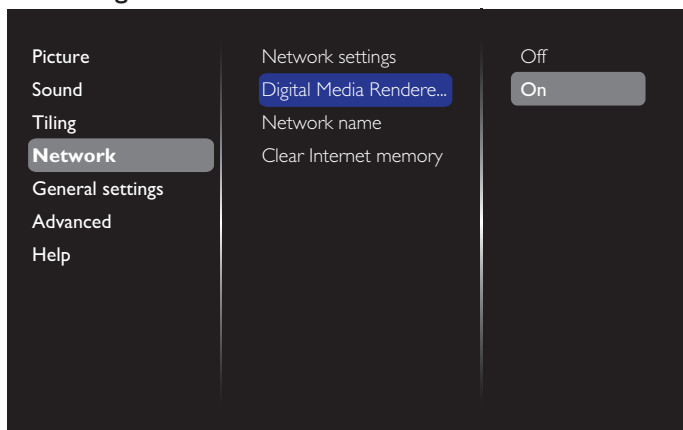 Picture
Sound
Tiling
Network
General settings
Advanced
Help
Network settings
Digital Media Rendere...
Network name
Clear Internet memory
Off
On